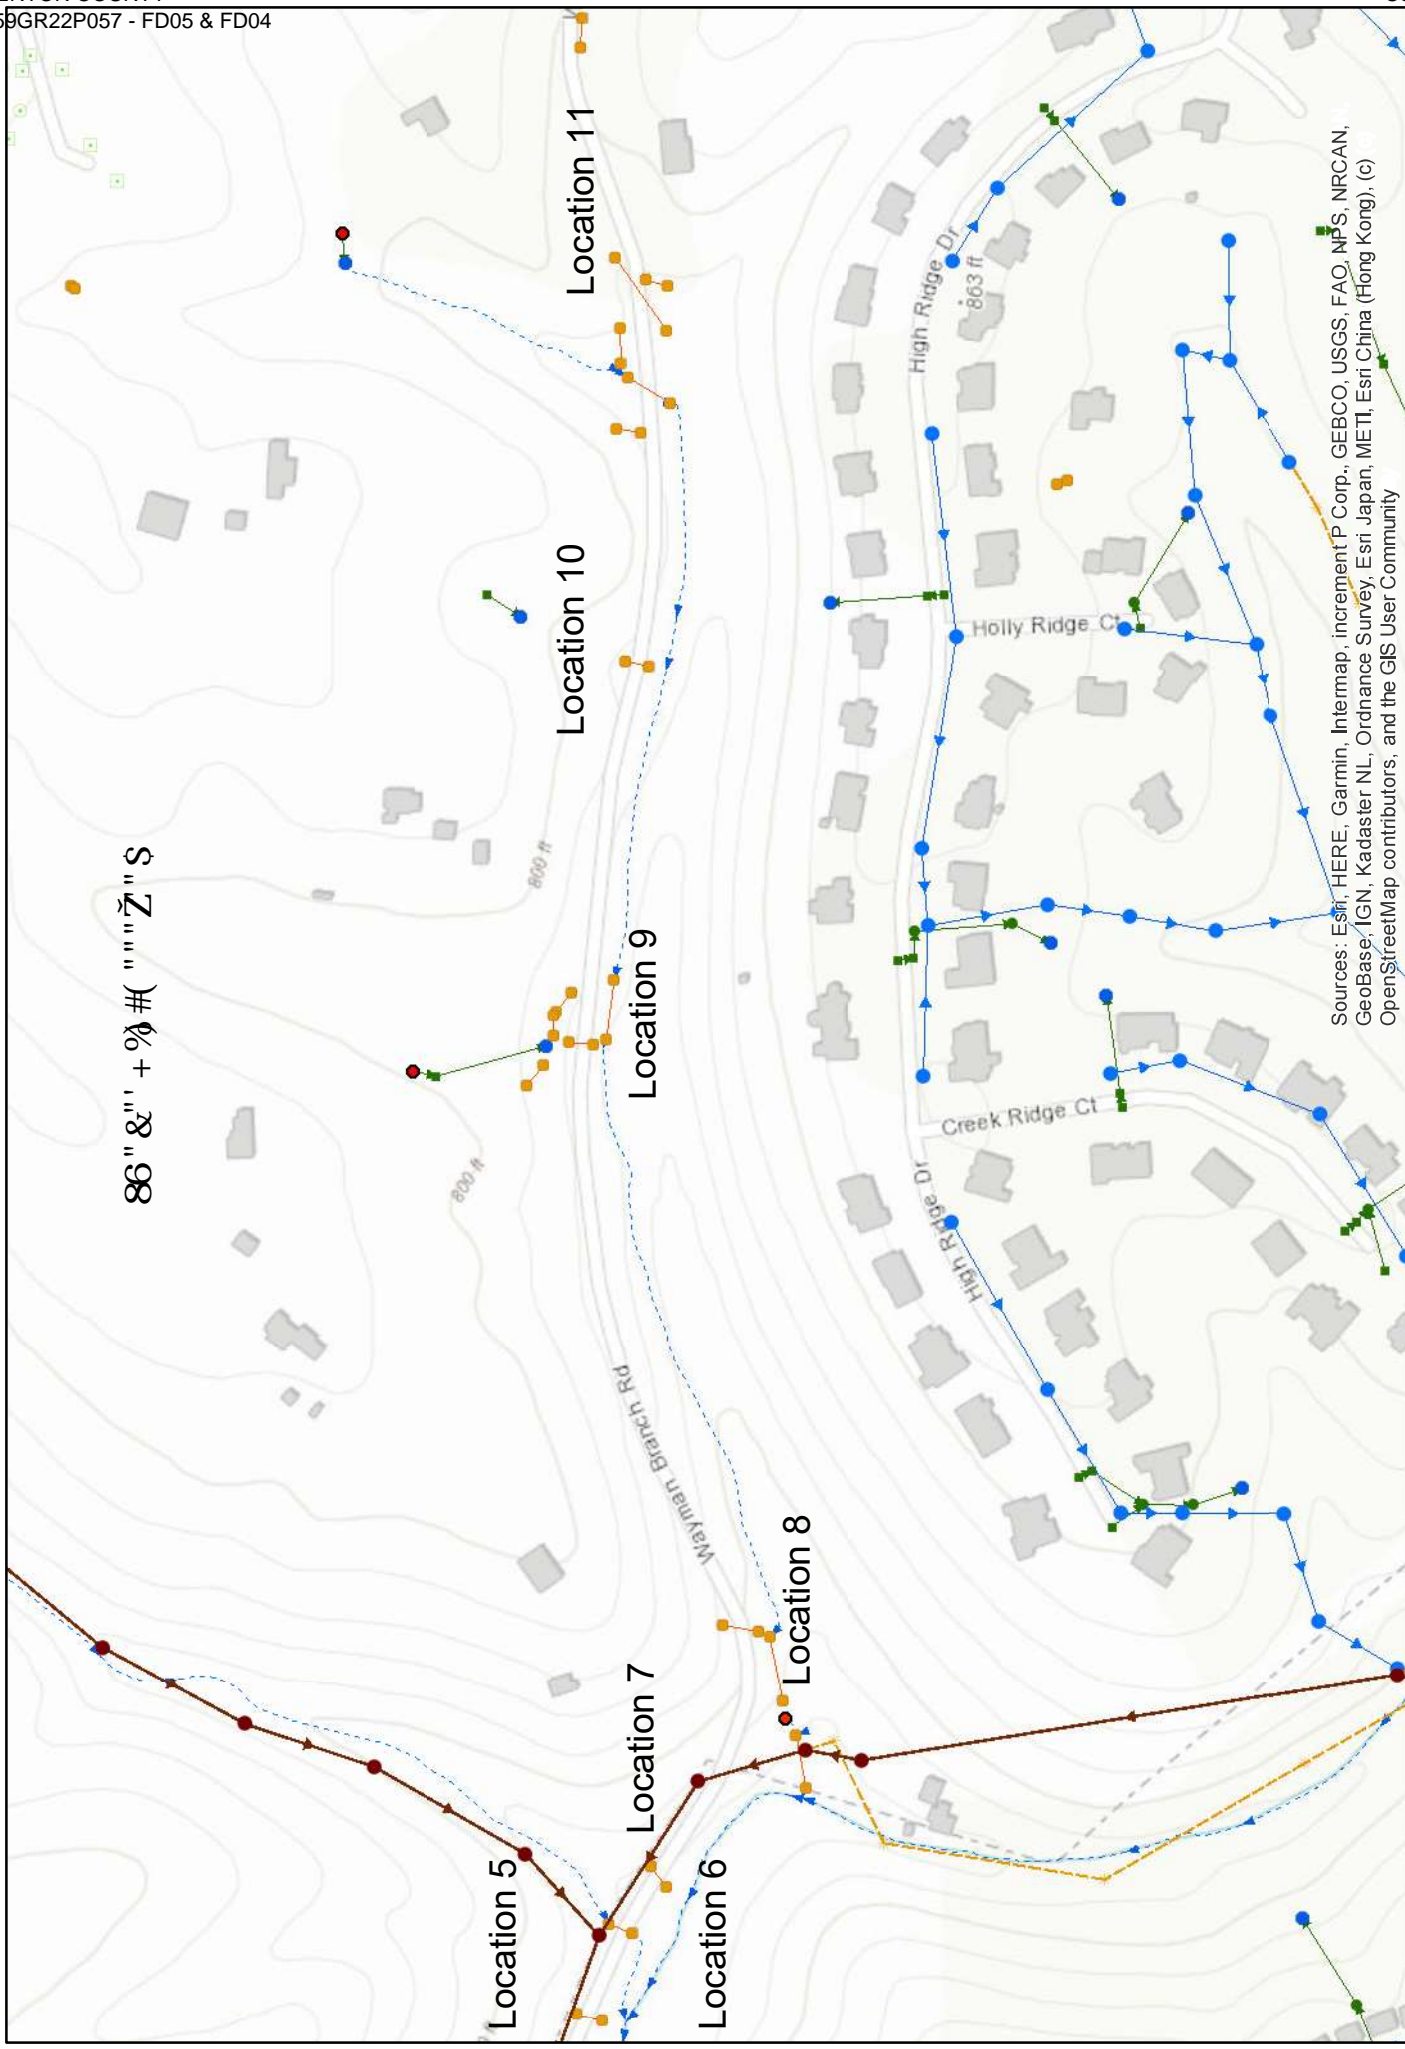 59GR22P057 - FD05 & FD04
Location 11
Location 10
Location 9
Location 8
Location 7
Location 6
Location 5
800 ft
800 ft
863 ft
Wayman Branch Rd
High Ridge Dr
High Ridge Dr
Holly Ridge Ct
Creek Ridge Ct
Sources: Esri, HERE, Garmin, Intermap, increment P Corp., GEBCO, USGS, FAO, NPS, NRCAN,
GeoBase, IGN, Kadaster NL, Ordnance Survey, Esri Japan, METI, Esri China (Hong Kong), (c)
OpenStreetMap contributors, and the GIS User Community